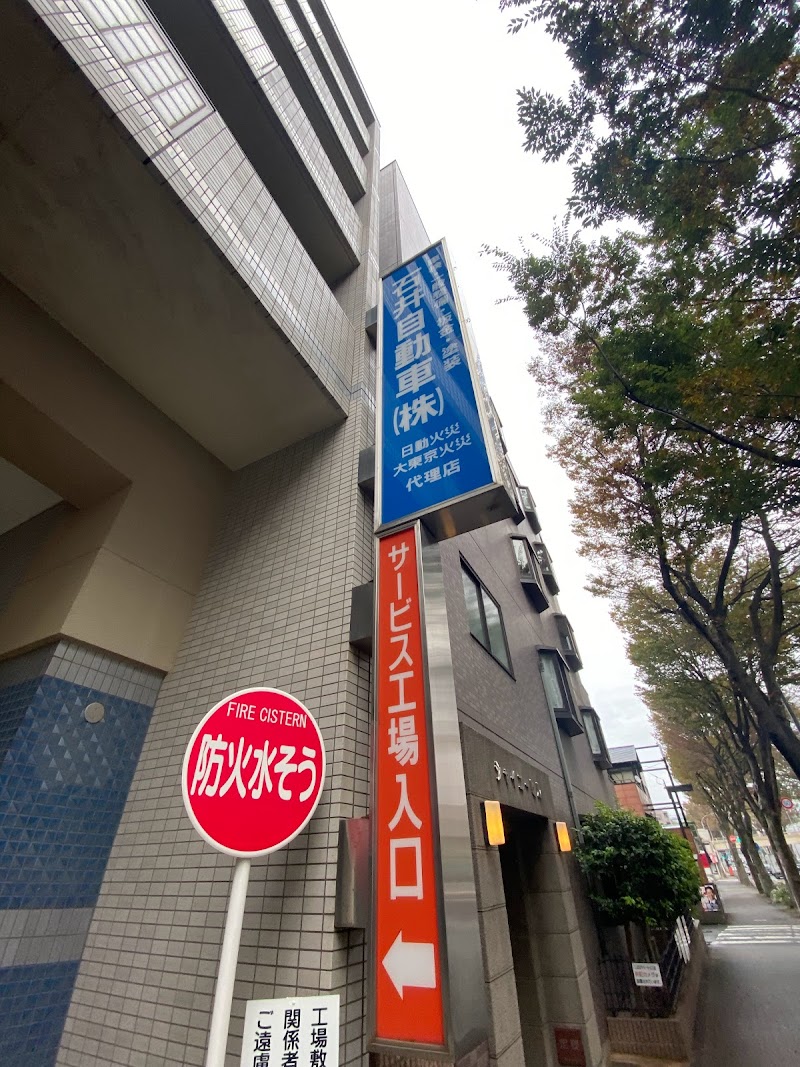 石井自動車(株)
日動火災
大東京火災
代理店
サービス工場入口
FIRE CISTERN
防火水そう
工場敷
関係者
ご遠慮